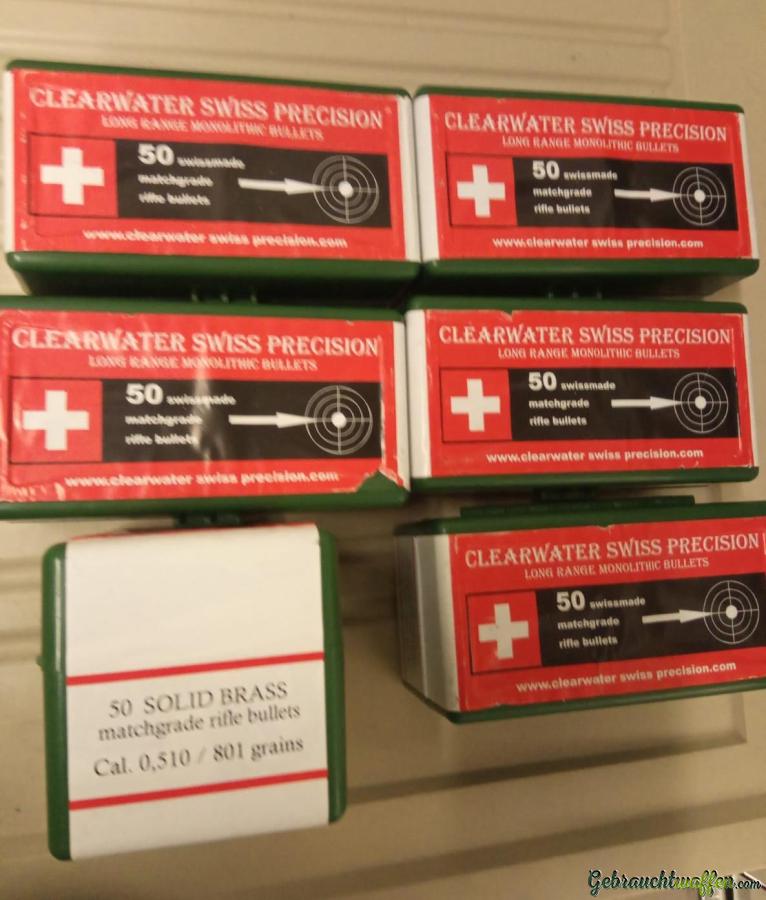 CLEARWATER SWISS PRECISION
LONG RANGE MONOLITHIC BULLETS
50 swissmade
matchgrade
rifle bullets
www.clearwater swiss precision.com
CLEARWATER SWISS PRECISION
LONG RANGE MONOLITHIC BULLETS
50 swissmade
matchgrade
rifle bullets
www.clearwater swiss precision.com
CLEARWATER SWISS PRECISION
LONG RANGE MONOLITHIC BULLETS
50 swissmade
matchgrade
rifle bullets
www.clearwater swiss precision.com
CLEARWATER SWISS PRECISION
LONG RANGE MONOLITHIC BULLETS
50 swissmade
matchgrade
rifle bullets
www.clearwater swiss precision.com
50 SOLID BRASS
matchgrade rifle bullets
Cal. 0,510 / 801 grains
CLEARWATER SWISS PRECISION
LONG RANGE MONOLITHIC BULLETS
50 swissmade
matchgrade
rifle bullets
www.clearwater swiss precision.com
Gebrauchtwaffen.com